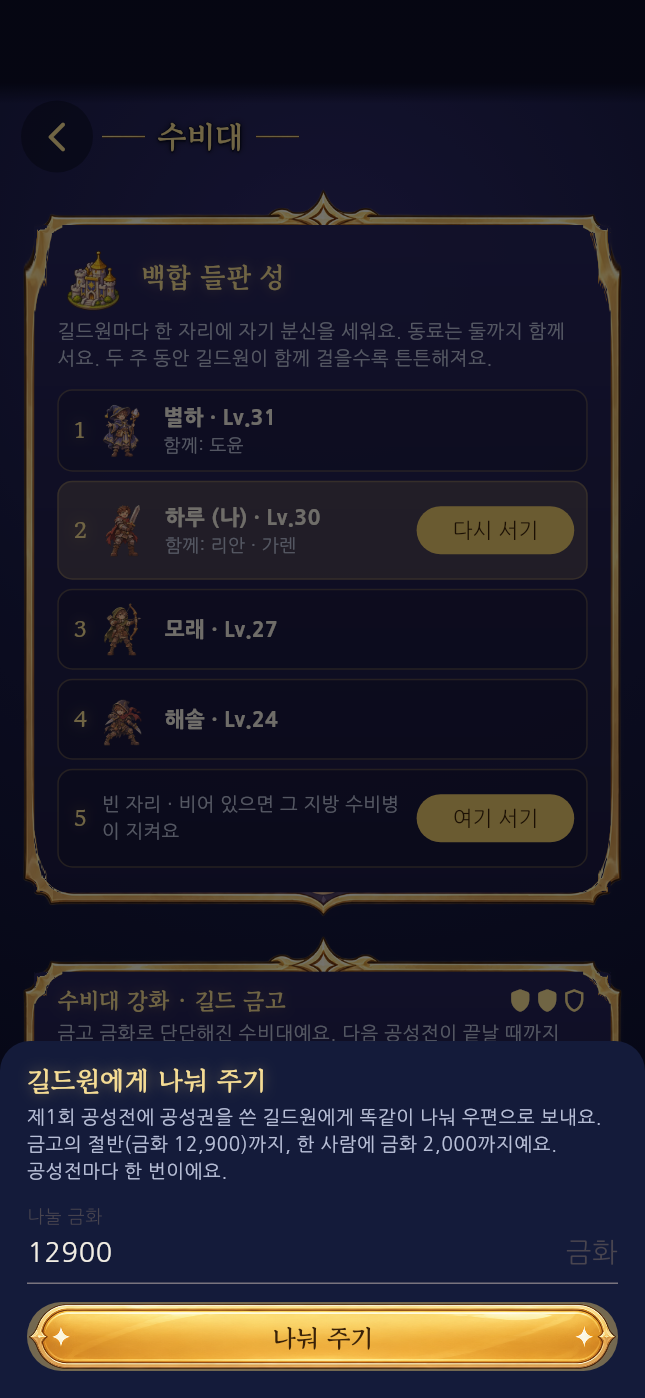 수비대
백합 들판 성
길드원마다 한 자리에 자기 분신을 세워요. 동료는 둘까지 함께
서요. 두 주 동안 길드원이 함께 걸을수록 튼튼해져요.
1
별하 · Lv.31
함께: 도윤
2
하루 (나) · Lv.30
함께: 리안 · 가렌
다시 서기
3
모래 · Lv.27
4
해솔 · Lv.24
5
빈 자리 · 비어 있으면 그 지방 수비병
이 지켜요
여기 서기
수비대 강화 · 길드 금고
금고 금화로 단단해진 수비대예요. 다음 공성전이 끝날 때까지
길드원에게 나눠 주기
제1회 공성전에 공성권을 쓴 길드원에게 똑같이 나눠 우편으로 보내요.
금고의 절반(금화 12,900)까지, 한 사람에 금화 2,000까지예요.
공성전마다 한 번이에요.
나눌 금화
12900
금화
나눠 주기